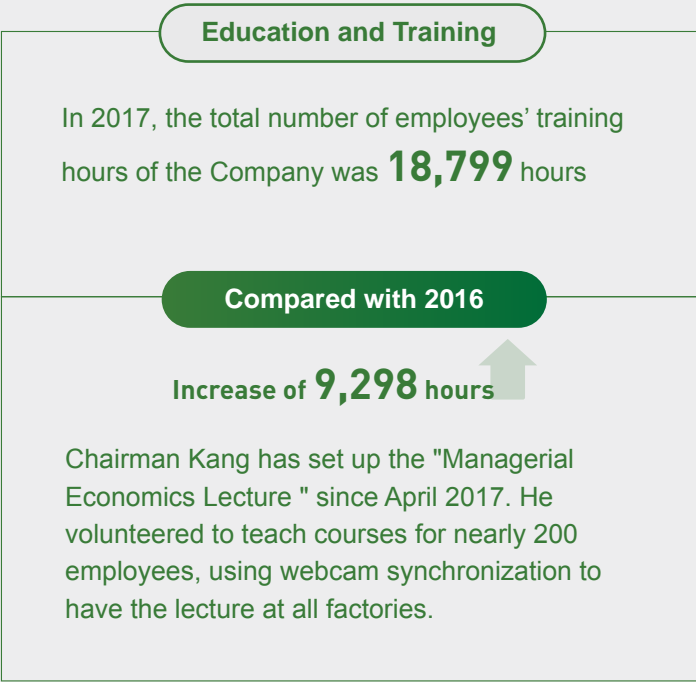 Education and Training
In 2017, the total number of employees’ training
hours of the Company was 18,799 hours
Compared with 2016
Increase of 9,298 hours
Chairman Kang has set up the "Managerial
Economics Lecture " since April 2017. He
volunteered to teach courses for nearly 200
employees, using webcam synchronization to
have the lecture at all factories.